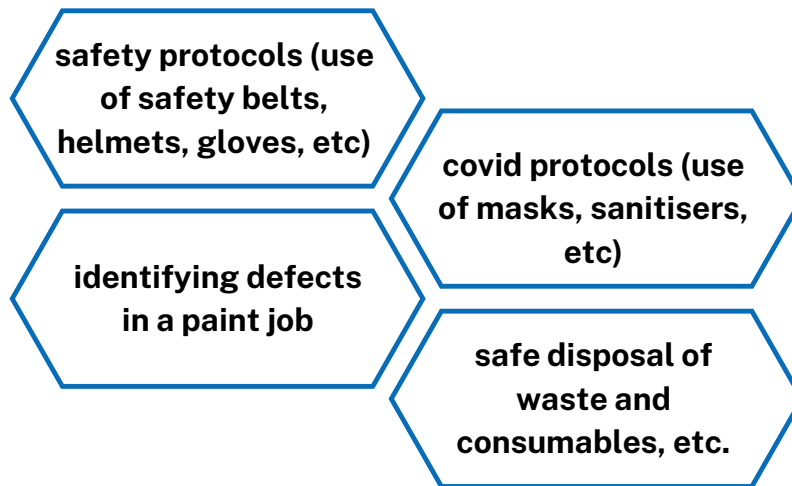 safety protocols (use
of safety belts,
helmets, gloves, etc)
covid protocols (use
of masks, sanitisers,
etc)
identifying defects
in a paint job
safe disposal of
waste and
consumables, etc.